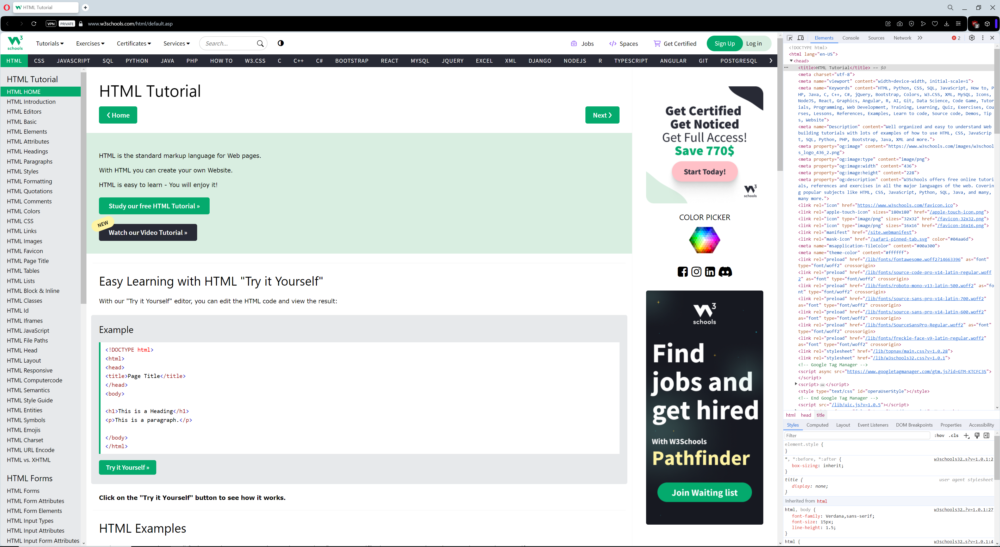 HTML Tutorial
VPN PRIVATE www.w3schools.com/html/default.asp
2
W3 schools
Tutorials Exercises Certificates Services Search... Jobs Spaces Get Certified Sign Up Log in
HTML CSS JAVASCRIPT SQL PYTHON JAVA PHP HOW TO W3.CSS C C++ C# BOOTSTRAP REACT MYSQL JQUERY EXCEL XML DJANGO NODEJS R TYPESCRIPT ANGULAR GIT POSTGRESQL
HTML Tutorial
HTML HOME
HTML Introduction
HTML Editors
HTML Basic
HTML Elements
HTML Attributes
HTML Headings
HTML Paragraphs
HTML Styles
HTML Formatting
HTML Quotations
HTML Comments
HTML Colors
HTML CSS
HTML Links
HTML Images
HTML Favicon
HTML Page Title
HTML Tables
HTML Lists
HTML Block & Inline
HTML Classes
HTML Id
HTML Iframes
HTML JavaScript
HTML File Paths
HTML Head
HTML Layout
HTML Responsive
HTML Computercode
HTML Semantics
HTML Style Guide
HTML Entities
HTML Symbols
HTML Emojis
HTML Charset
HTML URL Encode
HTML vs. XHTML
HTML Forms
HTML Forms
HTML Form Attributes
HTML Form Elements
HTML Input Types
HTML Input Attributes
HTML Input Form Attributes
HTML Tutorial
❮ Home
Next ❯
HTML is the standard markup language for Web pages.
With HTML you can create your own Website.
HTML is easy to learn - You will enjoy it!
Study our free HTML Tutorial »
NEW
Watch our Video Tutorial »
Easy Learning with HTML "Try it Yourself"
With our "Try it Yourself" editor, you can edit the HTML code and view the result:
Example
<!DOCTYPE html>
<html>
<head>
<title>Page Title</title>
</head>
<body>
<h1>This is a Heading</h1>
<p>This is a paragraph.</p>
</body>
</html>
Try it Yourself »
Click on the "Try it Yourself" button to see how it works.
HTML Examples
Get Certified
Get Noticed
Get Full Access!
Save 770$
Start Today!
W3 schools
COLOR PICKER
W3 schools
Find
jobs and
get hired
With W3Schools
Pathfinder
Join Waiting list
Elements Console Sources Network 2
<!DOCTYPE html>
<html lang="en-US">
<head>
<title>HTML Tutorial</title> == $0
<meta charset="utf-8">
<meta name="viewport" content="width=device-width, initial-scale=1">
<meta name="Keywords" content="HTML, Python, CSS, SQL, JavaScript, How to, P
HP, Java, C, C++, C#, jQuery, Bootstrap, Colors, W3.CSS, XML, MySQL, Icons,
NodeJS, React, Graphics, Angular, R, AI, Git, Data Science, Code Game, Tutor
ials, Programming, Web Development, Training, Learning, Quiz, Exercises, Cou
rses, Lessons, References, Examples, Learn to code, Source code, Demos, Tip
s, Website">
<meta name="Description" content="Well organized and easy to understand Web
building tutorials with lots of examples of how to use HTML, CSS, JavaScrip
t, SQL, Python, PHP, Bootstrap, Java, XML and more.">
<meta property="og:image" content="https://www.w3schools.com/images/w3school
s_logo_436_2.png">
<meta property="og:image:type" content="image/png">
<meta property="og:image:width" content="436">
<meta property="og:image:height" content="228">
<meta property="og:description" content="W3Schools offers free online tutori
als, references and exercises in all the major languages of the web. Coverin
g popular subjects like HTML, CSS, JavaScript, Python, SQL, Java, and many,
many more.">
<link rel="icon" href="https://www.w3schools.com/favicon.ico">
<link rel="apple-touch-icon" sizes="180x180" href="/apple-touch-icon.png">
<link rel="icon" type="image/png" sizes="32x32" href="/favicon-32x32.png">
<link rel="icon" type="image/png" sizes="16x16" href="/favicon-16x16.png">
<link rel="manifest" href="/site.webmanifest">
<link rel="mask-icon" href="/safari-pinned-tab.svg" color="#04aa6d">
<meta name="msapplication-TileColor" content="#00a300">
<meta name="theme-color" content="#ffffff">
<link rel="preload" href="/lib/fonts/fontawesome.woff2?14663396" as="font"
type="font/woff2" crossorigin>
<link rel="preload" href="/lib/fonts/source-code-pro-v14-latin-regular.woff
2" as="font" type="font/woff2" crossorigin>
<link rel="preload" href="/lib/fonts/roboto-mono-v13-latin-500.woff2" as="fo
nt" type="font/woff2" crossorigin>
<link rel="preload" href="/lib/fonts/source-sans-pro-v14-latin-700.woff2"
as="font" type="font/woff2" crossorigin>
<link rel="preload" href="/lib/fonts/source-sans-pro-v14-latin-600.woff2"
as="font" type="font/woff2" crossorigin>
<link rel="preload" href="/lib/fonts/SourceSansPro-Regular.woff2" as="font"
type="font/woff2" crossorigin>
<link rel="preload" href="/lib/fonts/freckle-face-v9-latin-regular.woff2"
as="font" type="font/woff2" crossorigin>
<link rel="stylesheet" href="/lib/topnav/main.css?v=1.0.28">
<link rel="stylesheet" href="/lib/w3schools32.css?v=1.0.1">
<!-- Google Tag Manager -->
<script async src="https://www.googletagmanager.com/gtm.js?id=GTM-KTCFC3S">
</script>
<script>…</script>
<style type="text/css" id="operaUserStyle"></style>
<!-- End Google Tag Manager -->
<script src="/lib/uic.js?v=1.0.5"></script>
html head title
Styles Computed Layout Event Listeners DOM Breakpoints Properties Accessibility
Filter :hov .cls
element.style {
}
*, *:before, *:after { w3schools32…s?v=1.0.1:2
box-sizing: inherit;
}
title { user agent stylesheet
display: none;
}
Inherited from html
html, body { w3schools32…?v=1.0.1:27
font-family: Verdana,sans-serif;
font-size: 15px;
line-height: 1.5;
}
html { w3schools32…s?v=1.0.1:4